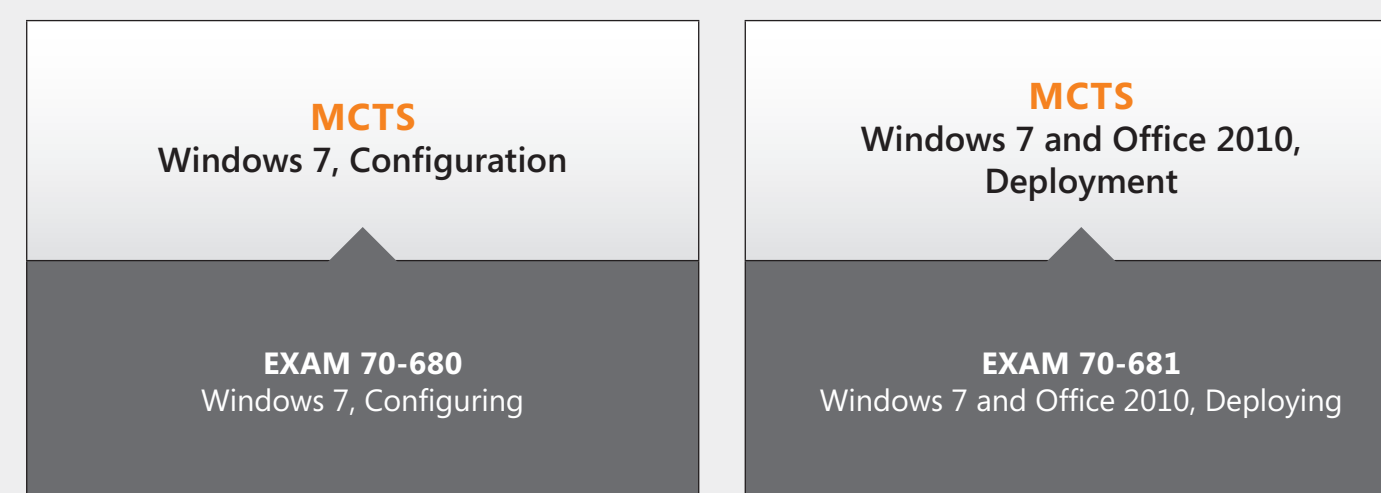 MCTS
Windows 7, Configuration
EXAM 70-680
Windows 7, Configuring
MCTS
Windows 7 and Office 2010,
Deployment
EXAM 70-681
Windows 7 and Office 2010, Deploying